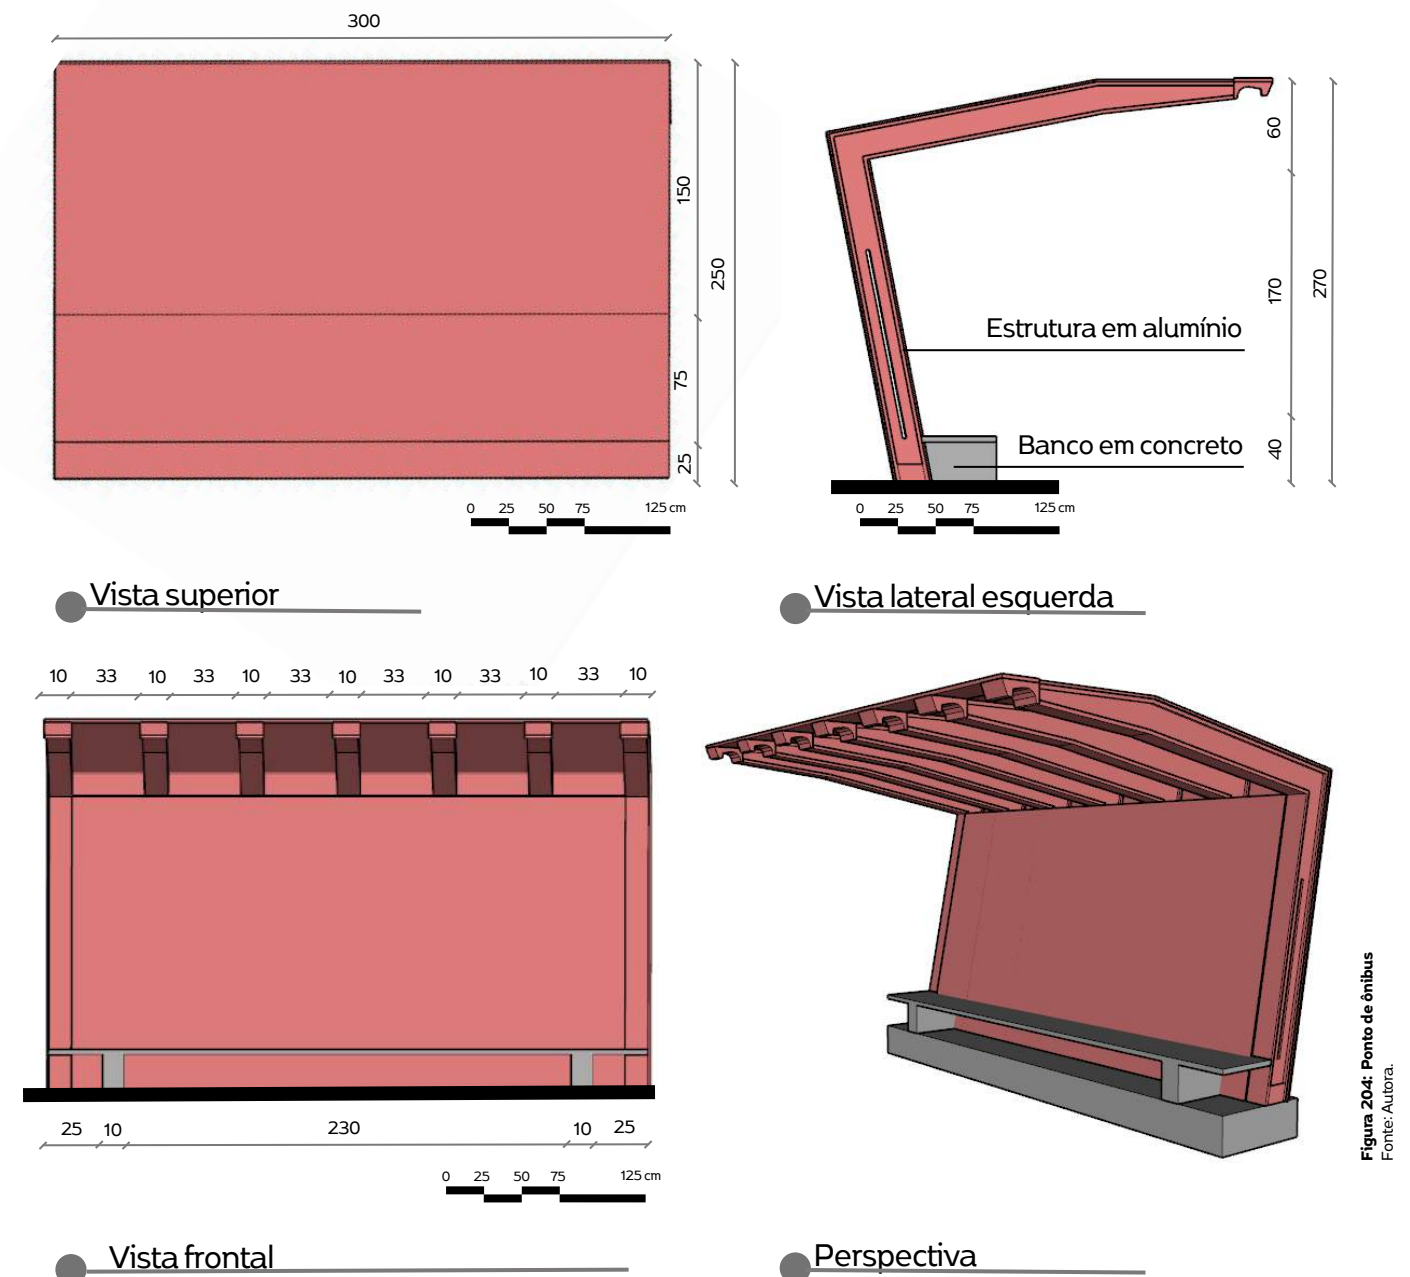 300
150
250
75
25
0 25 50 75 125 cm
Vista superior
60
170
270
40
Estrutura em alumínio
Banco em concreto
0 25 50 75 125 cm
Vista lateral esquerda
10 33 10 33 10 33 10 33 10 33 10 33 10
25 10 230 10 25
0 25 50 75 125 cm
Vista frontal
Perspectiva
Figura 204: Ponto de ônibus
Fonte: Autora.